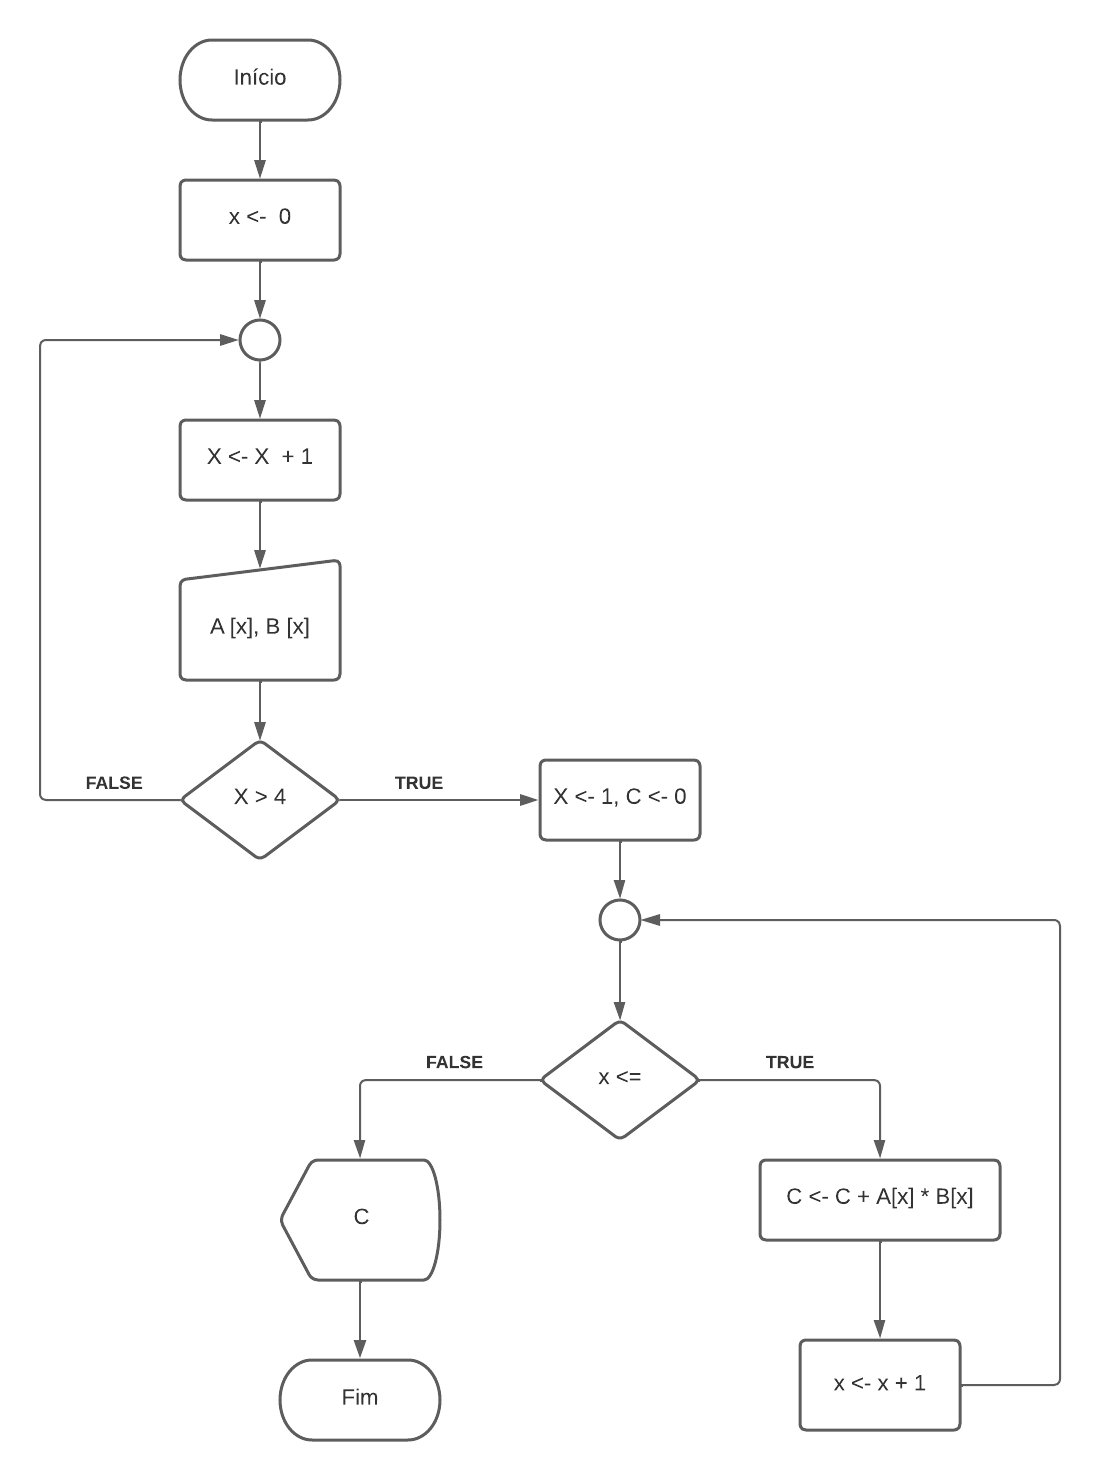 Início
x <- 0
X <- X + 1
A [x], B [x]
FALSE
X > 4
TRUE
X <- 1, C <- 0
FALSE
x <=
TRUE
C
C <- C + A[x] * B[x]
x <- x + 1
Fim